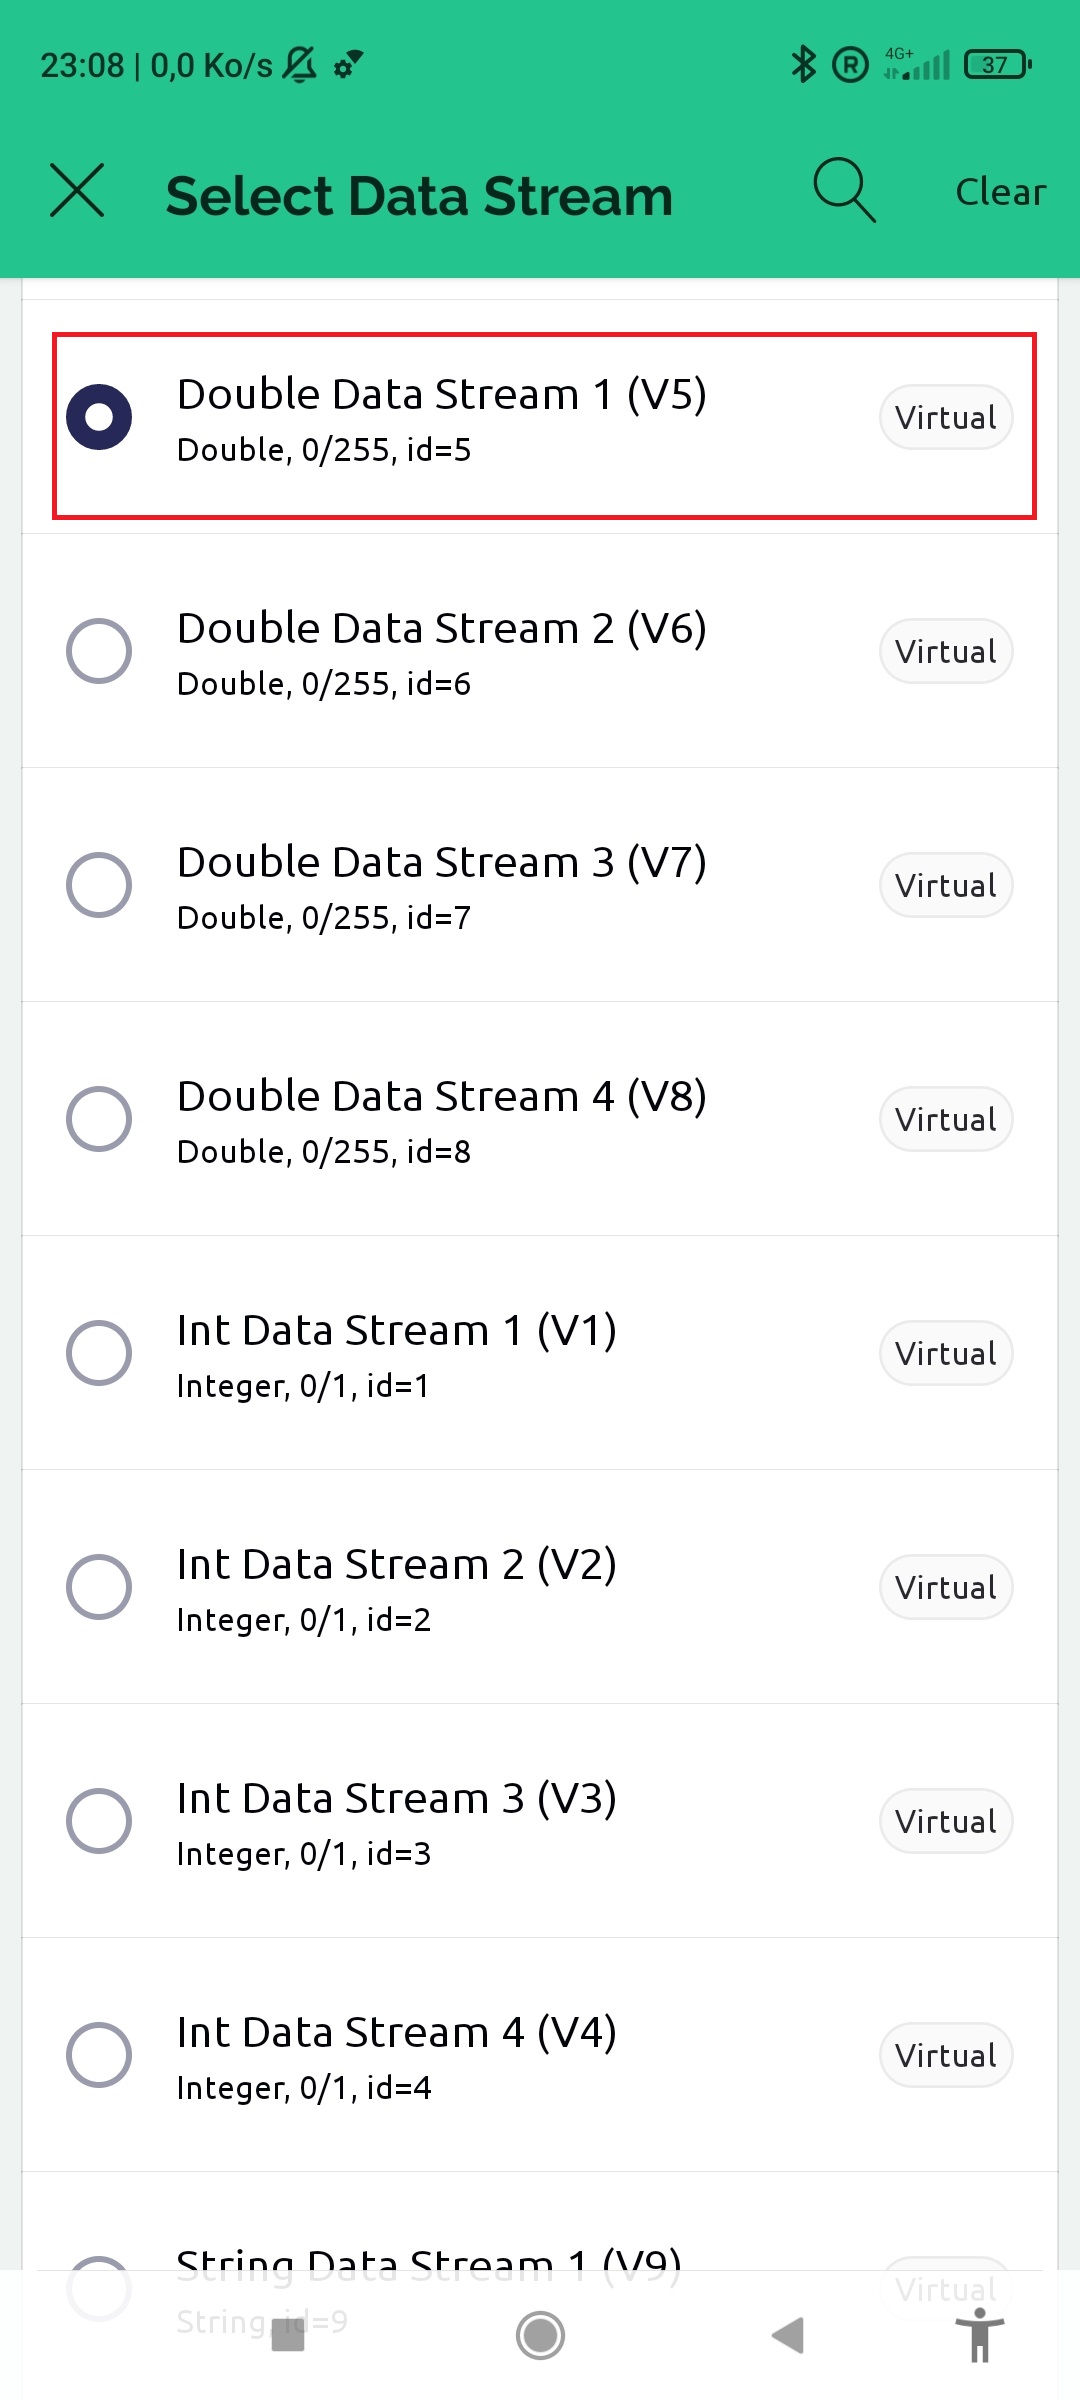 23:08 | 0,0 Ko/s
R 4G+ 37
Select Data Stream
Clear
Double Data Stream 1 (V5)
Double, 0/255, id=5
Virtual
Double Data Stream 2 (V6)
Double, 0/255, id=6
Virtual
Double Data Stream 3 (V7)
Double, 0/255, id=7
Virtual
Double Data Stream 4 (V8)
Double, 0/255, id=8
Virtual
Int Data Stream 1 (V1)
Integer, 0/1, id=1
Virtual
Int Data Stream 2 (V2)
Integer, 0/1, id=2
Virtual
Int Data Stream 3 (V3)
Integer, 0/1, id=3
Virtual
Int Data Stream 4 (V4)
Integer, 0/1, id=4
Virtual
String Data Stream 1 (V9)
String, id=9
Virtual